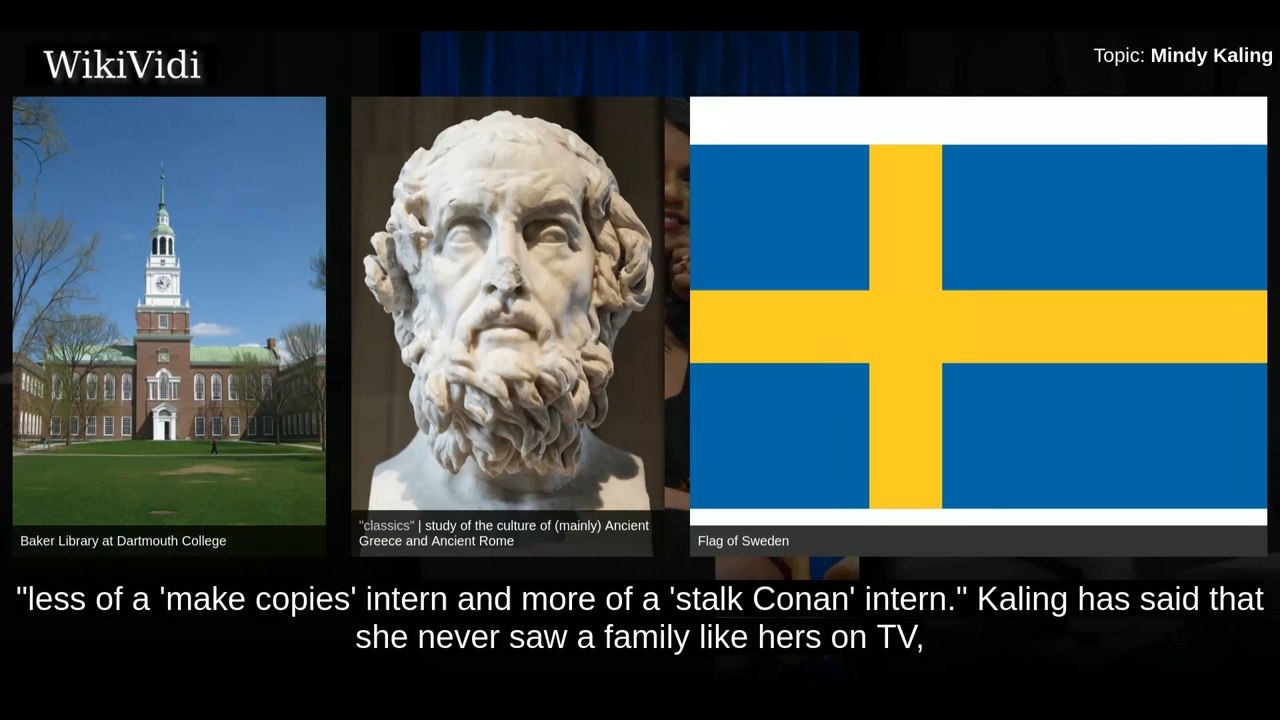 WikiVidi
Topic: Mindy Kaling
Baker Library at Dartmouth College
"classics" | study of the culture of (mainly) Ancient
Greece and Ancient Rome
Flag of Sweden
"less of a 'make copies' intern and more of a 'stalk Conan' intern." Kaling has said that
she never saw a family like hers on TV,